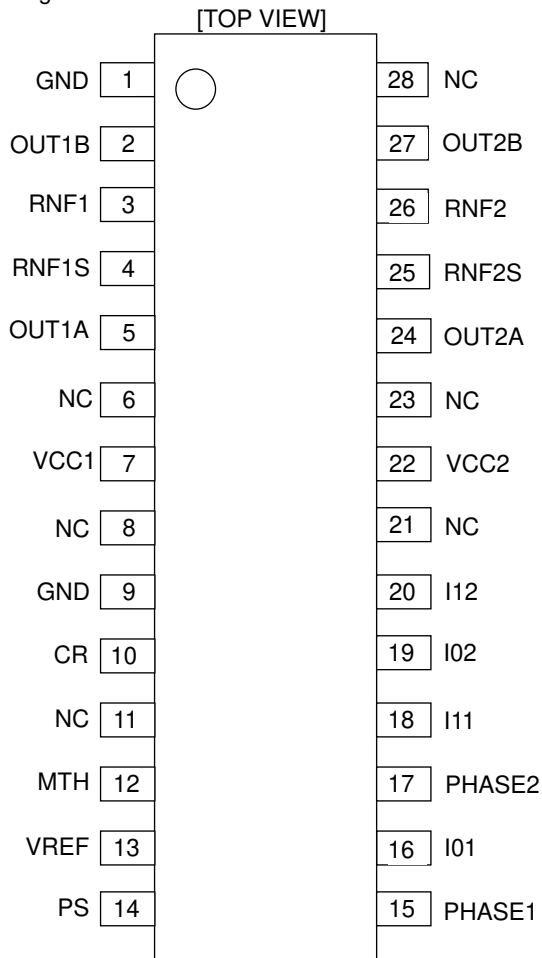 [TOP VIEW]
GND 1 28 NC
OUT1B 2 27 OUT2B
RNF1 3 26 RNF2
RNF1S 4 25 RNF2S
OUT1A 5 24 OUT2A
NC 6 23 NC
VCC1 7 22 VCC2
NC 8 21 NC
GND 9 20 I12
CR 10 19 I02
NC 11 18 I11
MTH 12 17 PHASE2
VREF 13 16 I01
PS 14 15 PHASE1